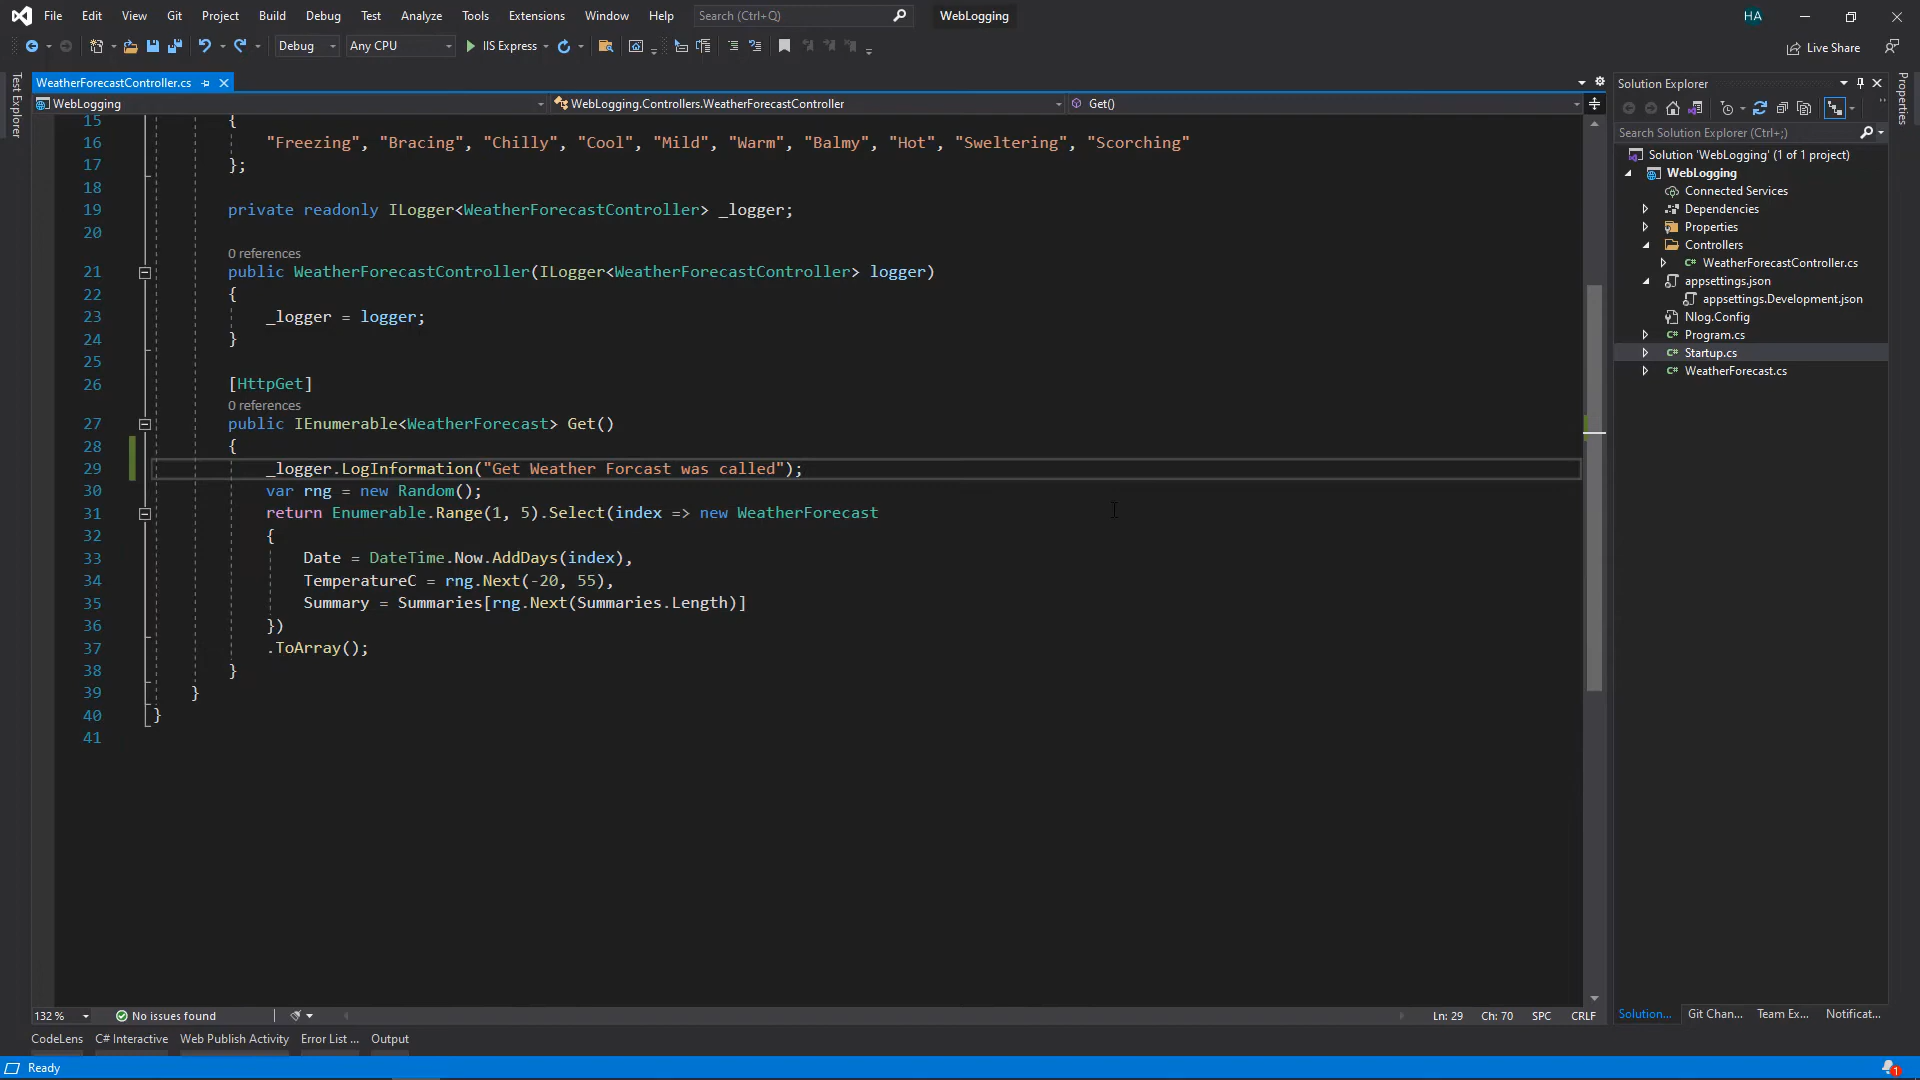 File Edit View Git Project Build Debug Test Analyze Tools Extensions Window Help Search (Ctrl+Q) WebLogging HA
Debug Any CPU IIS Express Live Share
Test Explorer
WeatherForecastController.cs
WebLogging WebLogging.Controllers.WeatherForecastController Get()
15 {
16 "Freezing", "Bracing", "Chilly", "Cool", "Mild", "Warm", "Balmy", "Hot", "Sweltering", "Scorching"
17 };
18
19 private readonly ILogger<WeatherForecastController> _logger;
20
0 references
21 public WeatherForecastController(ILogger<WeatherForecastController> logger)
22 {
23 _logger = logger;
24 }
25
26 [HttpGet]
0 references
27 public IEnumerable<WeatherForecast> Get()
28 {
29 _logger.LogInformation("Get Weather Forcast was called");
30 var rng = new Random();
31 return Enumerable.Range(1, 5).Select(index => new WeatherForecast
32 {
33 Date = DateTime.Now.AddDays(index),
34 TemperatureC = rng.Next(-20, 55),
35 Summary = Summaries[rng.Next(Summaries.Length)]
36 })
37 .ToArray();
38 }
39 }
40 }
41
132 % No issues found Ln: 29 Ch: 70 SPC CRLF
Solution Explorer
Search Solution Explorer (Ctrl+;)
Solution 'WebLogging' (1 of 1 project)
WebLogging
Connected Services
Dependencies
Properties
Controllers
C# WeatherForecastController.cs
appsettings.json
appsettings.Development.json
Nlog.Config
C# Program.cs
C# Startup.cs
C# WeatherForecast.cs
Solution... Git Chan... Team Ex... Notificat...
Properties
CodeLens C# Interactive Web Publish Activity Error List ... Output
Ready 1